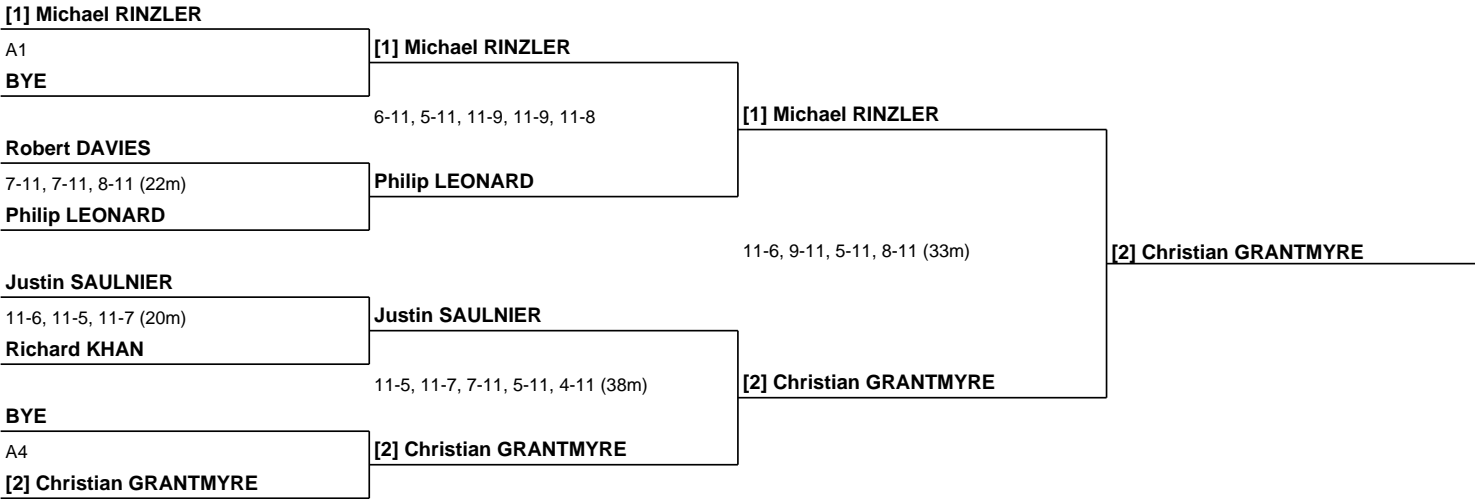 [1] Michael RINZLER
A1
BYE
[1] Michael RINZLER
6-11, 5-11, 11-9, 11-9, 11-8
[1] Michael RINZLER
Robert DAVIES
7-11, 7-11, 8-11 (22m)
Philip LEONARD
Philip LEONARD
11-6, 9-11, 5-11, 8-11 (33m)
[2] Christian GRANTMYRE
Justin SAULNIER
11-6, 11-5, 11-7 (20m)
Richard KHAN
Justin SAULNIER
11-5, 11-7, 7-11, 5-11, 4-11 (38m)
[2] Christian GRANTMYRE
BYE
A4
[2] Christian GRANTMYRE
[2] Christian GRANTMYRE